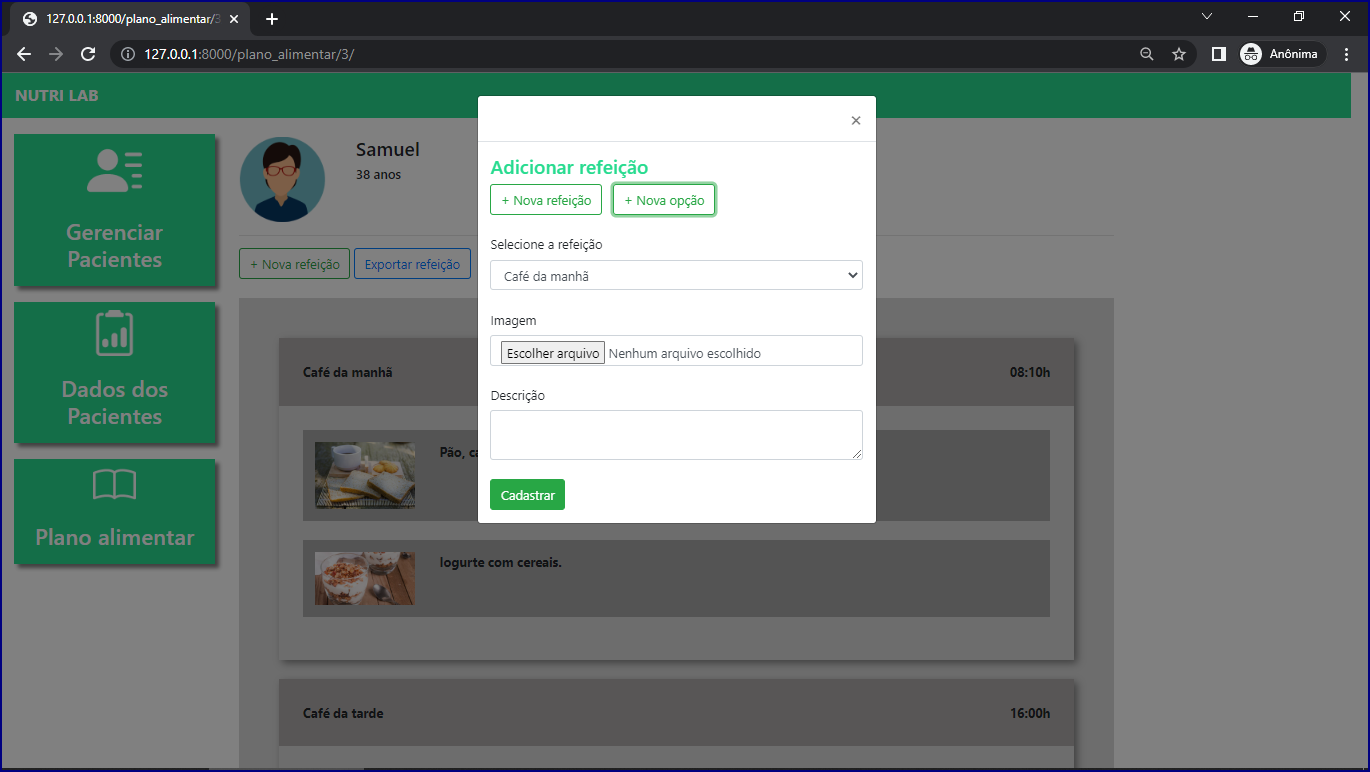 127.0.0.1:8000/plano_alimentar/3
127.0.0.1:8000/plano_alimentar/3/
Anônima
NUTRI LAB
Gerenciar
Pacientes
Dados dos
Pacientes
Plano alimentar
Samuel
38 anos
+ Nova refeição
Exportar refeição
×
Adicionar refeição
+ Nova refeição
+ Nova opção
Selecione a refeição
Café da manhã
Imagem
Escolher arquivo
Nenhum arquivo escolhido
Descrição
Cadastrar
Café da manhã
08:10h
Pão,
Iogurte com cereais.
Café da tarde
16:00h